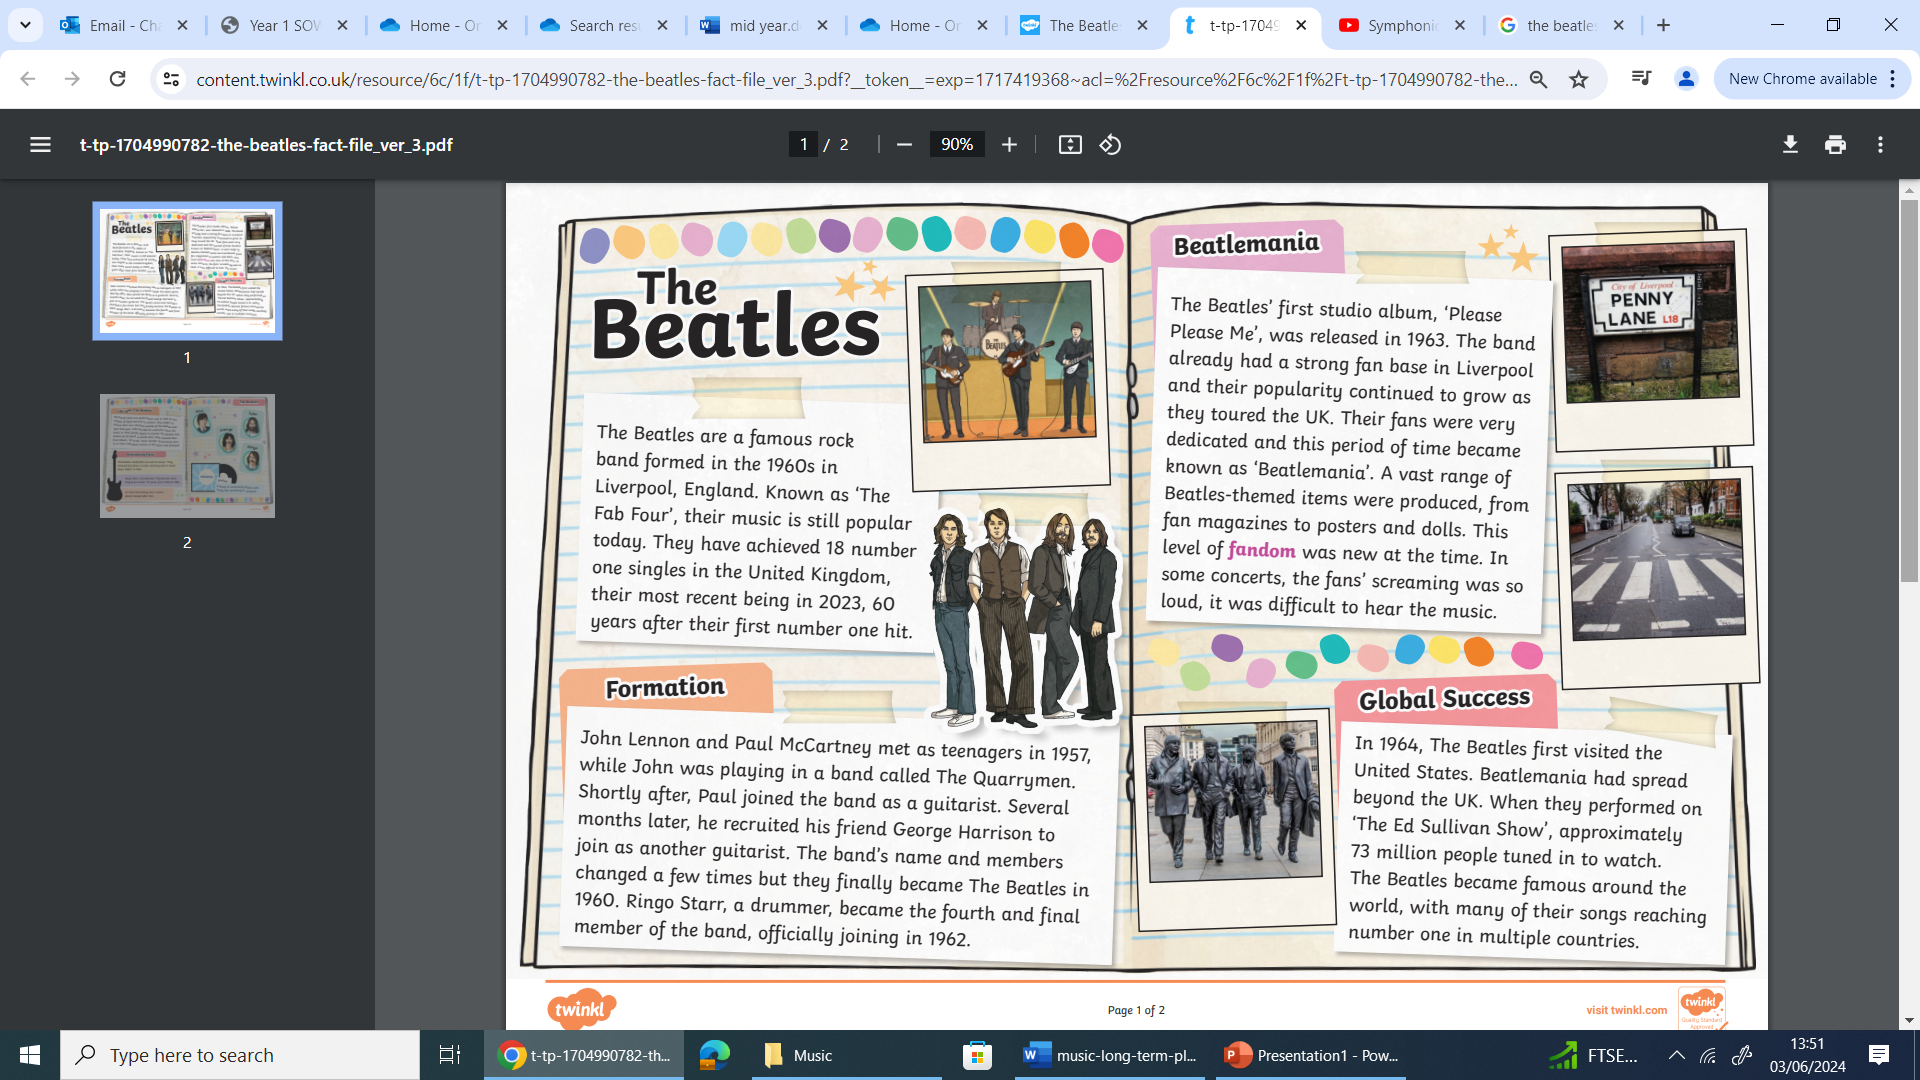 Email - Cha
Year 1 SOV
Home - Or
Search res
mid year.d
Home - Or
The Beatle
t-tp-17049
Symphoni
the beatles
content.twinkl.co.uk/resource/6c/1f/t-tp-1704990782-the-beatles-fact-file_ver_3.pdf?__token__=exp=1717419368~acl=%2Fresource%2F6c%2F1f%2Ft-tp-1704990782-the...
New Chrome available
t-tp-1704990782-the-beatles-fact-file_ver_3.pdf
1 / 2
90%
1
2
The
Beatles
The Beatles are a famous rock
band formed in the 1960s in
Liverpool, England. Known as ‘The
Fab Four’, their music is still popular
today. They have achieved 18 number
one singles in the United Kingdom,
their most recent being in 2023, 60
years after their first number one hit.
THE
BEATLES
Formation
John Lennon and Paul McCartney met as teenagers in 1957,
while John was playing in a band called The Quarrymen.
Shortly after, Paul joined the band as a guitarist. Several
months later, he recruited his friend George Harrison to
join as another guitarist. The band’s name and members
changed a few times but they finally became The Beatles in
1960. Ringo Starr, a drummer, became the fourth and final
member of the band, officially joining in 1962.
Beatlemania
The Beatles’ first studio album, ‘Please
Please Me’, was released in 1963. The band
already had a strong fan base in Liverpool
and their popularity continued to grow as
they toured the UK. Their fans were very
dedicated and this period of time became
known as ‘Beatlemania’. A vast range of
Beatles-themed items were produced, from
fan magazines to posters and dolls. This
level of fandom was new at the time. In
some concerts, the fans’ screaming was so
loud, it was difficult to hear the music.
City of Liverpool
PENNY
LANE L18
Global Success
In 1964, The Beatles first visited the
United States. Beatlemania had spread
beyond the UK. When they performed on
‘The Ed Sullivan Show’, approximately
73 million people tuned in to watch.
The Beatles became famous around the
world, with many of their songs reaching
number one in multiple countries.
twinkl
Page 1 of 2
visit twinkl.com
twinkl
Quality Standard
Approved
Type here to search
t-tp-1704990782-th...
Music
music-long-term-pl...
Presentation1 - Pow...
FTSE...
13:51
03/06/2024